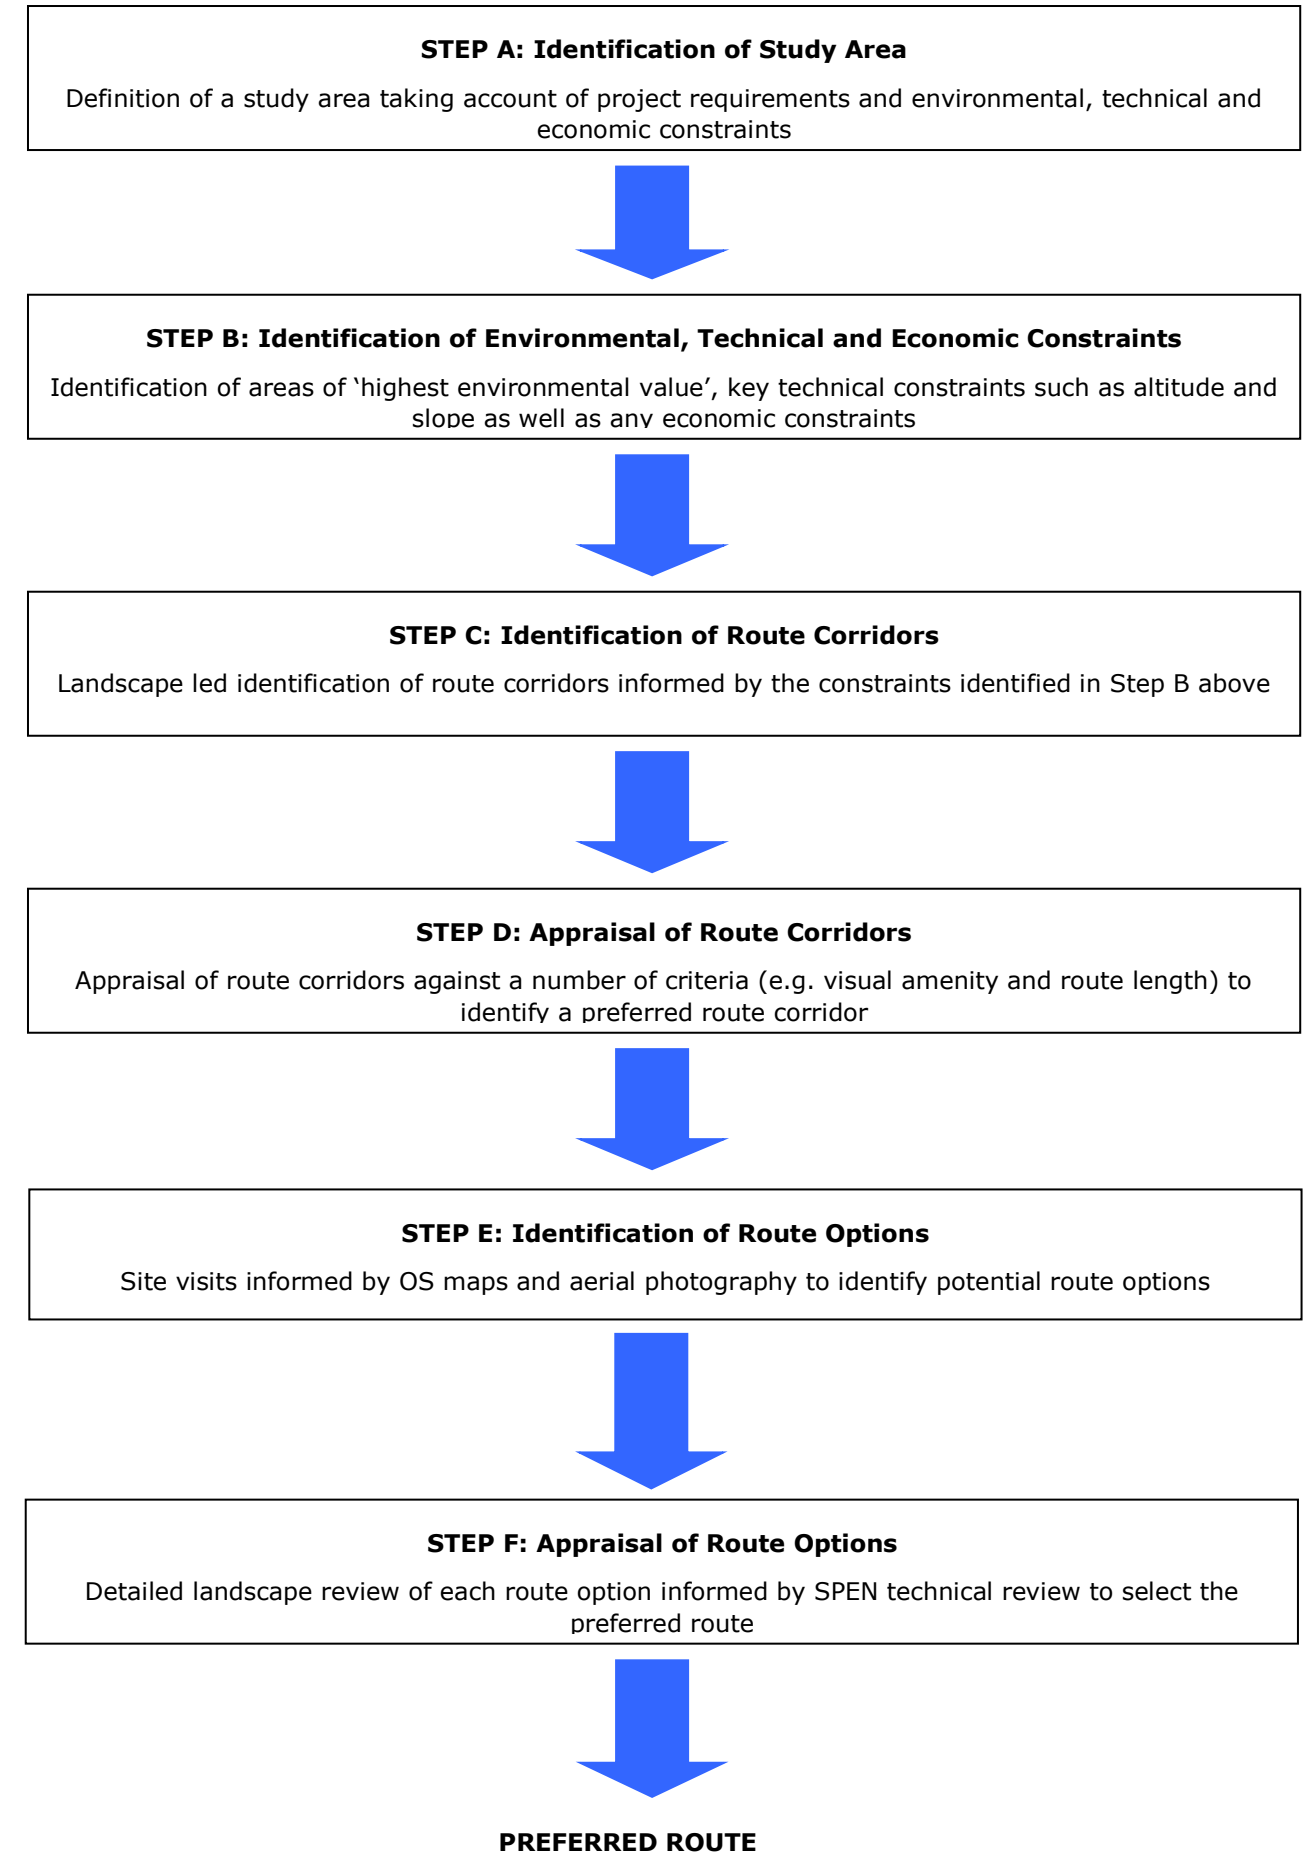 STEP A: Identification of Study Area
Definition of a study area taking account of project requirements and environmental, technical and
economic constraints
STEP B: Identification of Environmental, Technical and Economic Constraints
Identification of areas of ‘highest environmental value’, key technical constraints such as altitude and
slope as well as any economic constraints
STEP C: Identification of Route Corridors
Landscape led identification of route corridors informed by the constraints identified in Step B above
STEP D: Appraisal of Route Corridors
Appraisal of route corridors against a number of criteria (e.g. visual amenity and route length) to
identify a preferred route corridor
STEP E: Identification of Route Options
Site visits informed by OS maps and aerial photography to identify potential route options
STEP F: Appraisal of Route Options
Detailed landscape review of each route option informed by SPEN technical review to select the
preferred route
PREFERRED ROUTE